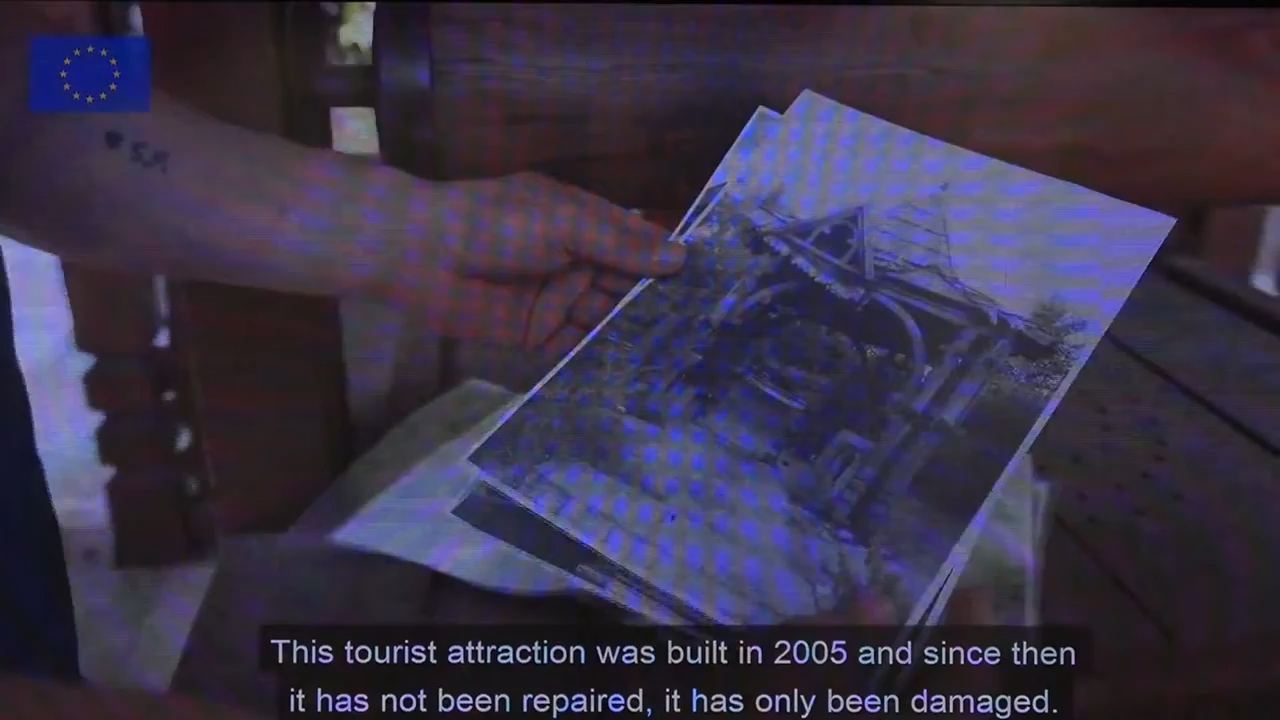 This tourist attraction was built in 2005 and since then
it has not been repaired, it has only been damaged.